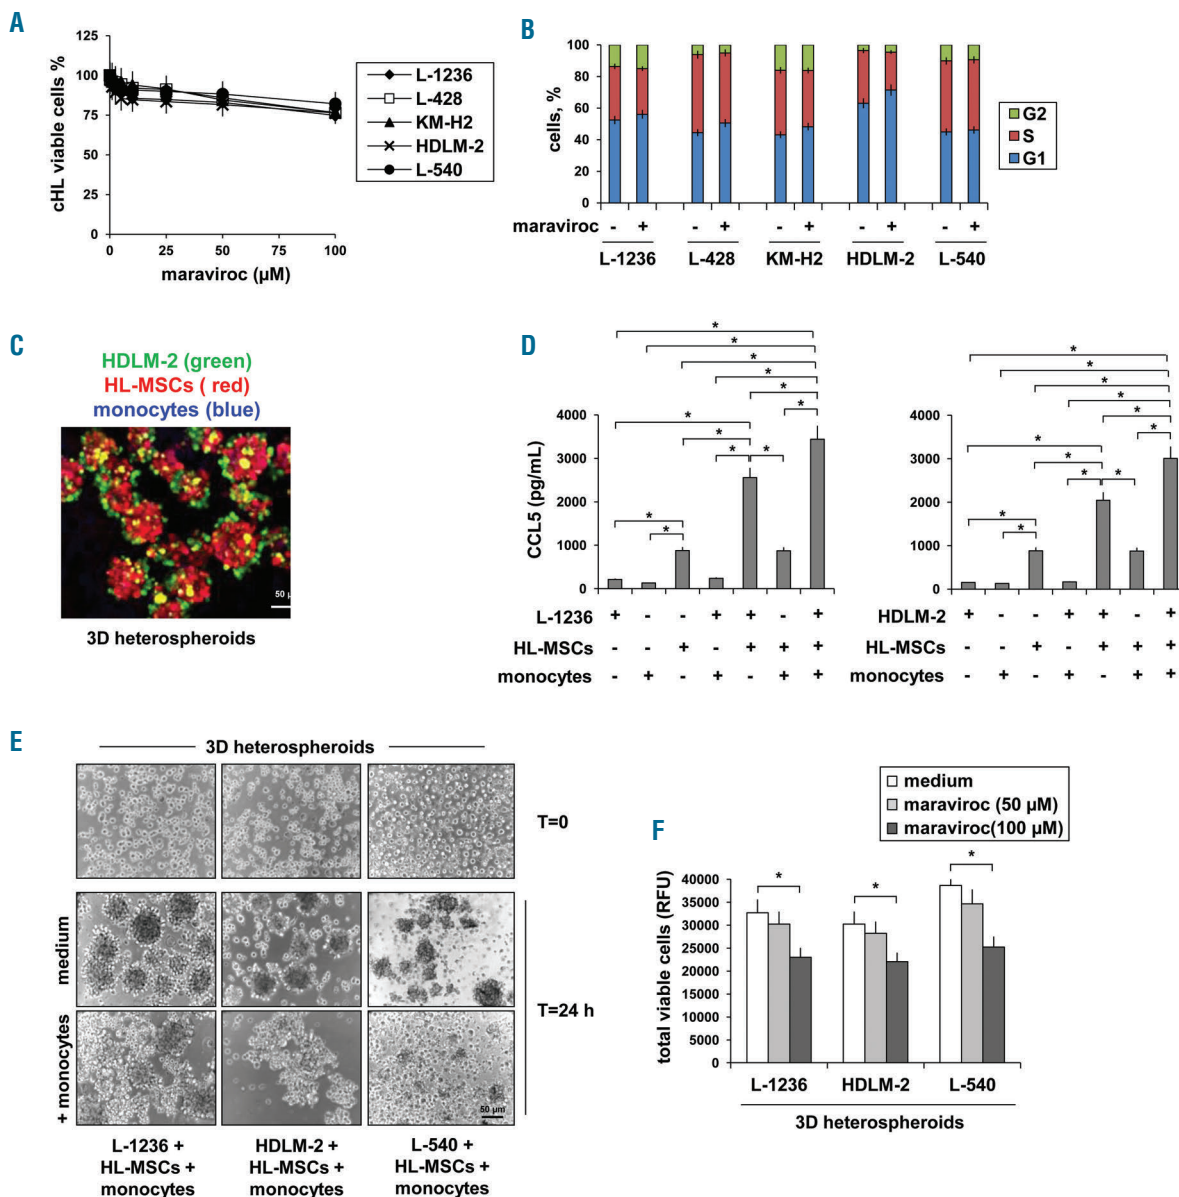 A
125
100
75
50
25
0
cHL viable cells %
0
25
50
75
100
maraviroc (µM)
L-1236
L-428
KM-H2
HDLM-2
L-540
B
100
80
60
40
20
0
cells, %
G2
S
G1
maraviroc - + - + - + - + - +
L-1236 L-428 KM-H2 HDLM-2 L-540
C
HDLM-2 (green)
HL-MSCs ( red)
monocytes (blue)
50
3D heterospheroids
D
* * * * * * * * * * * *
4000
3000
2000
1000
0
CCL5 (pg/mL)
L-1236 + - - + + - +
HL-MSCs - - + - + + +
monocytes - + - + - + +
* * * * * * * * * * * *
4000
3000
2000
1000
0
HDLM-2 + - - + + - +
HL-MSCs - - + - + + +
monocytes - + - + - + +
E
3D heterospheroids
T=0
medium
T=24 h
+ monocytes
50 µm
L-1236 + HDLM-2 + L-540 +
HL-MSCs + HL-MSCs + HL-MSCs +
monocytes monocytes monocytes
F
medium
maraviroc (50 µM)
maraviroc(100 µM)
* * *
40000
35000
30000
25000
20000
15000
10000
5000
0
total viable cells (RFU)
L-1236 HDLM-2 L-540
3D heterospheroids